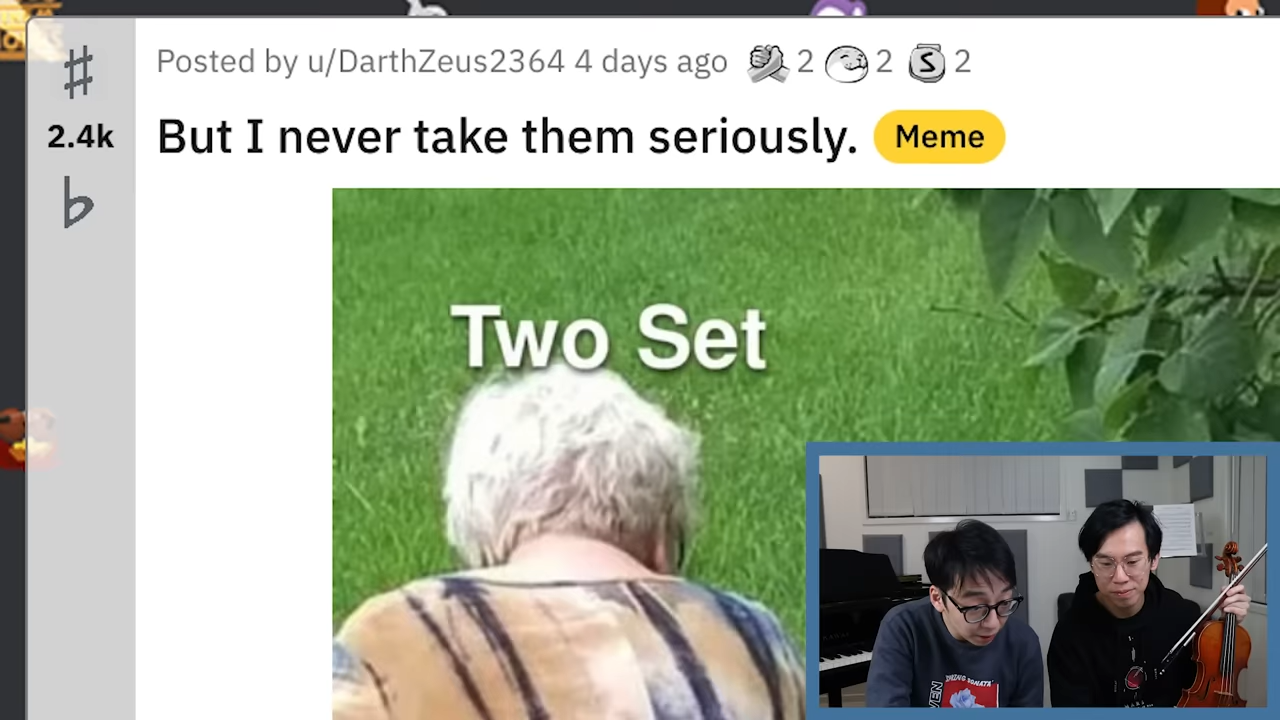 Posted by u/DarthZeus2364 4 days ago 2 2 S 2
2.4k
But I never take them seriously. Meme
Two Set